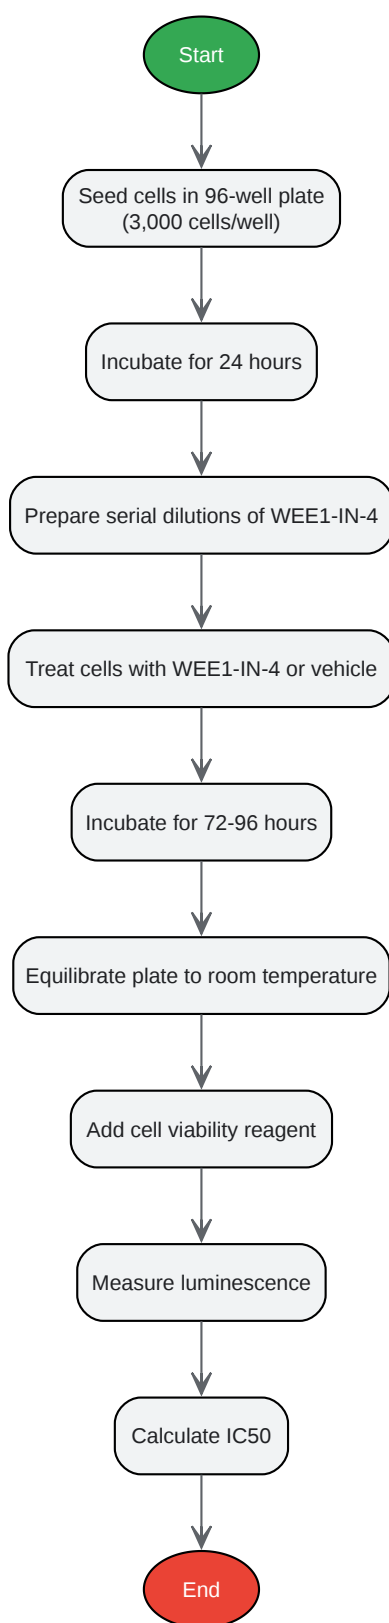 Start
Seed cells in 96-well plate
(3,000 cells/well)
Incubate for 24 hours
Prepare serial dilutions of WEE1-IN-4
Treat cells with WEE1-IN-4 or vehicle
Incubate for 72-96 hours
Equilibrate plate to room temperature
Add cell viability reagent
Measure luminescence
Calculate IC50
End